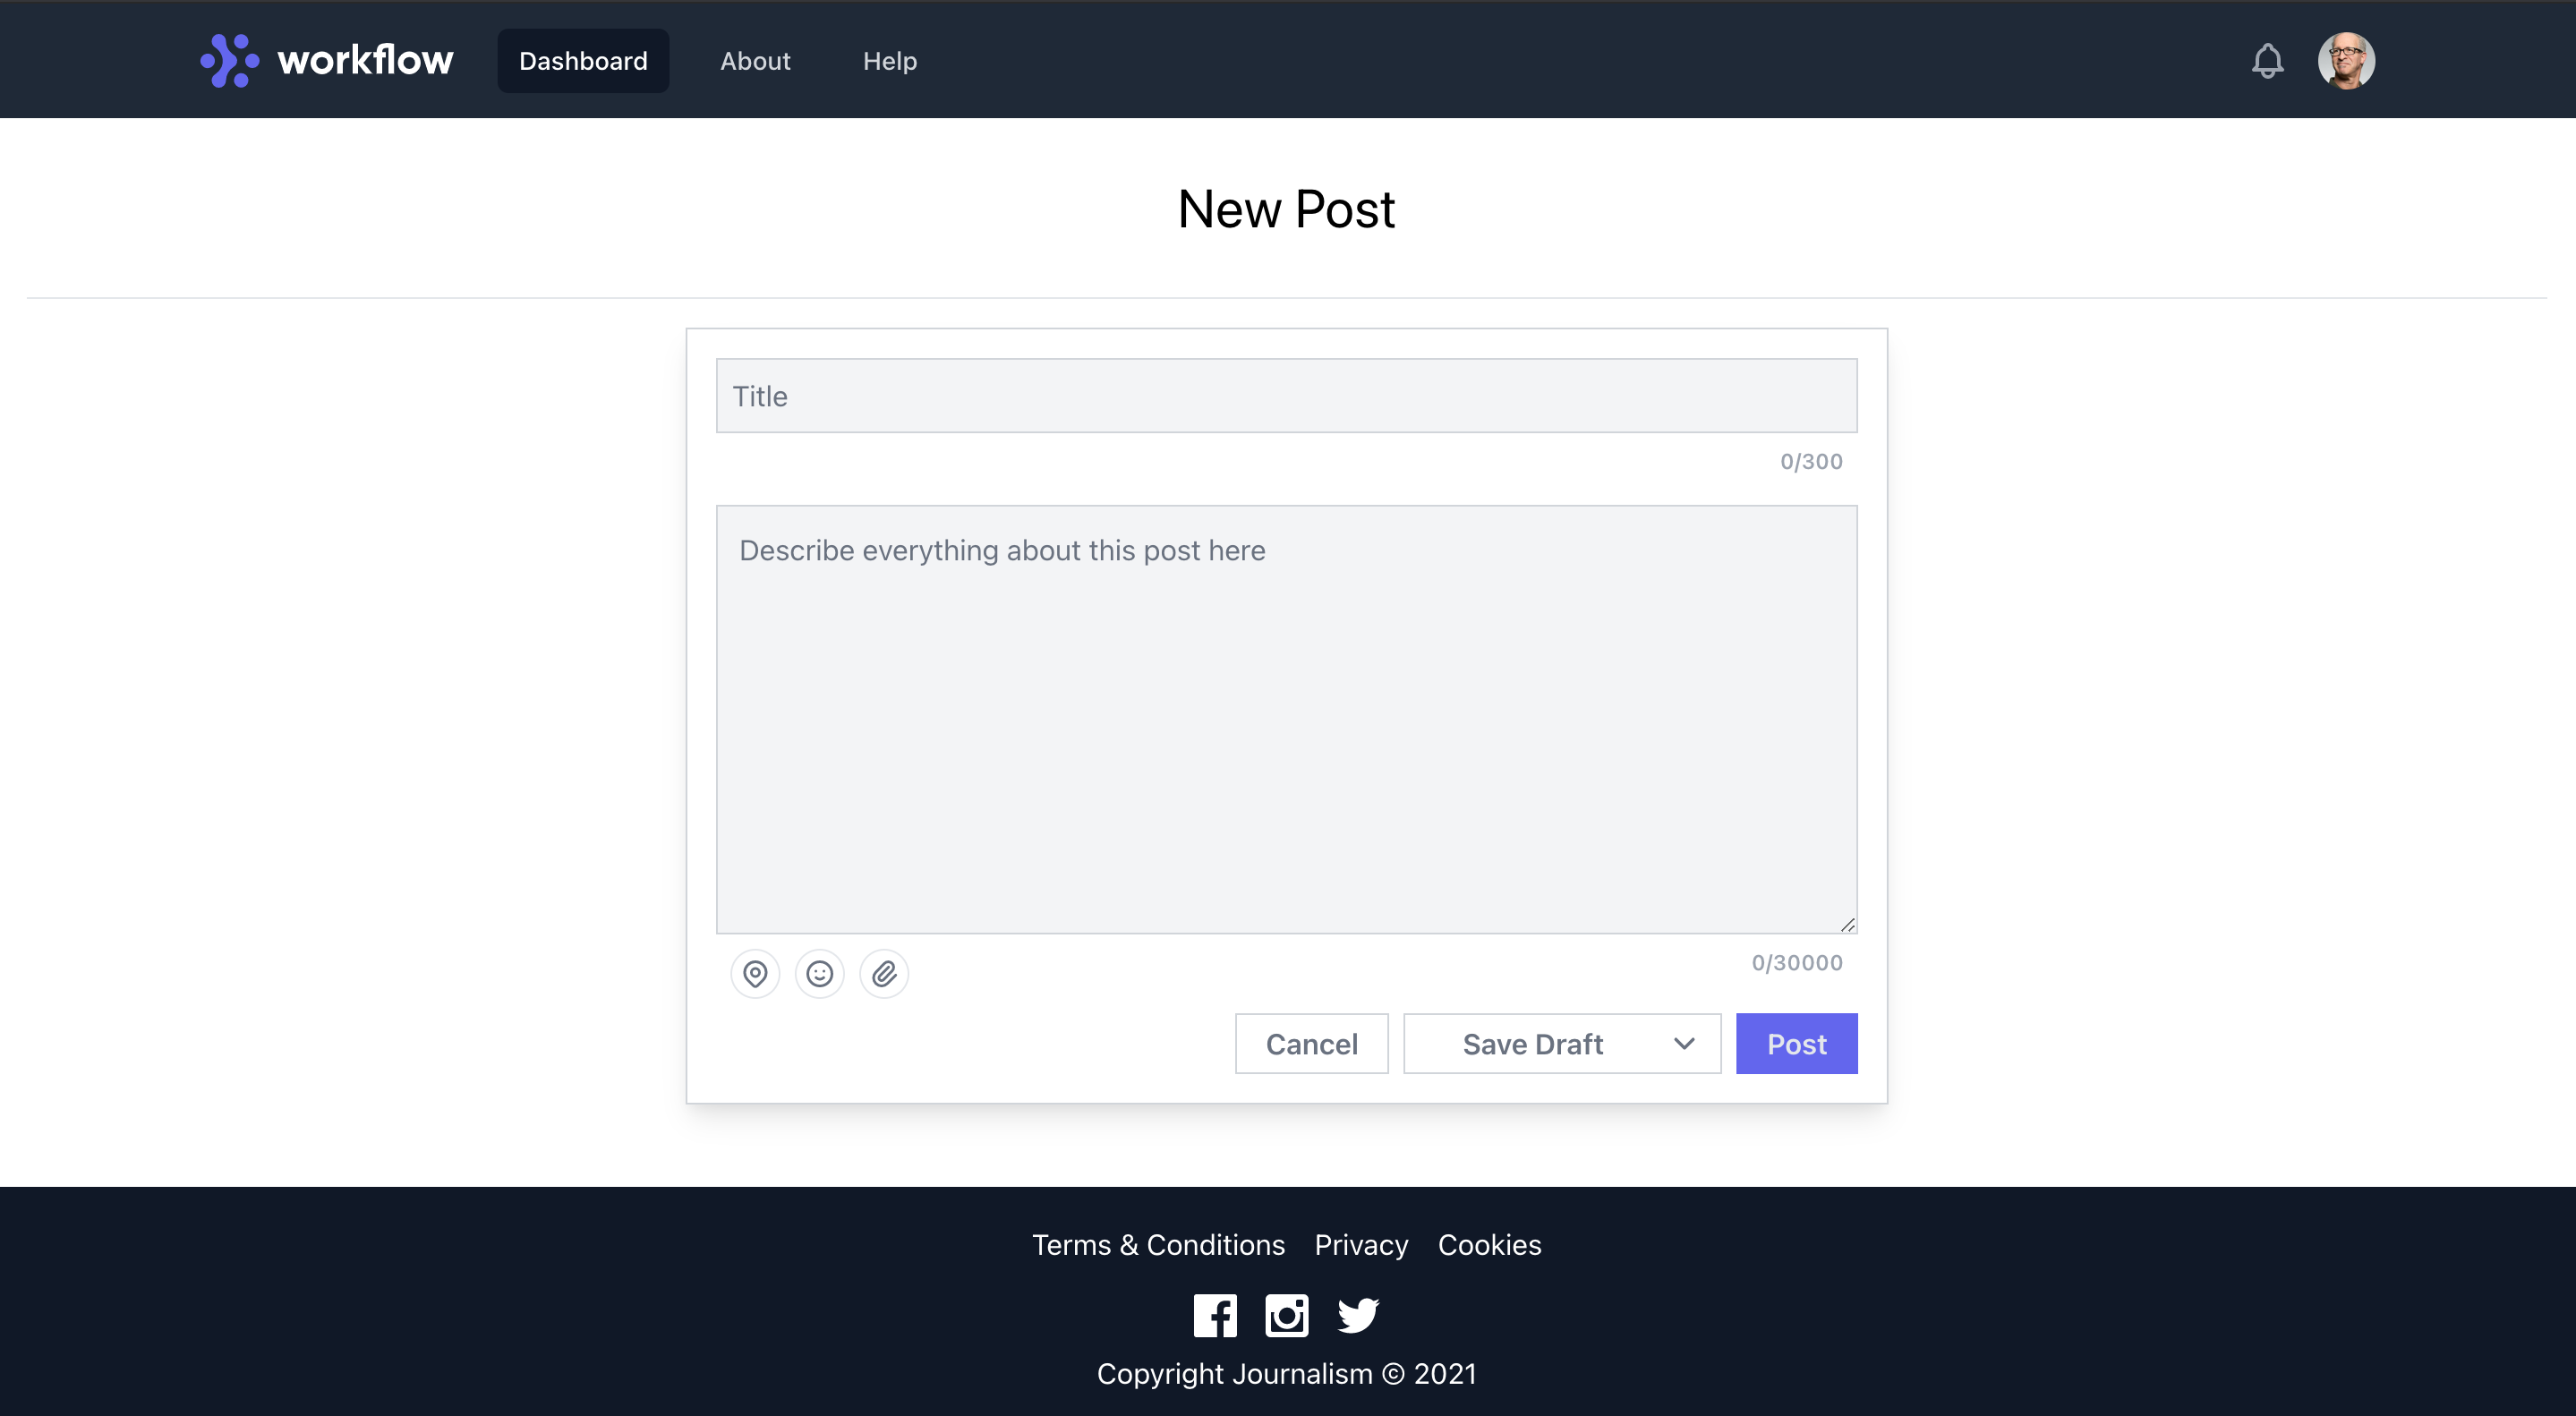 workflow
Dashboard
About
Help
New Post
Title
0/300
Describe everything about this post here
0/30000
Cancel
Save Draft
Post
Terms & Conditions
Privacy
Cookies
Copyright Journalism © 2021